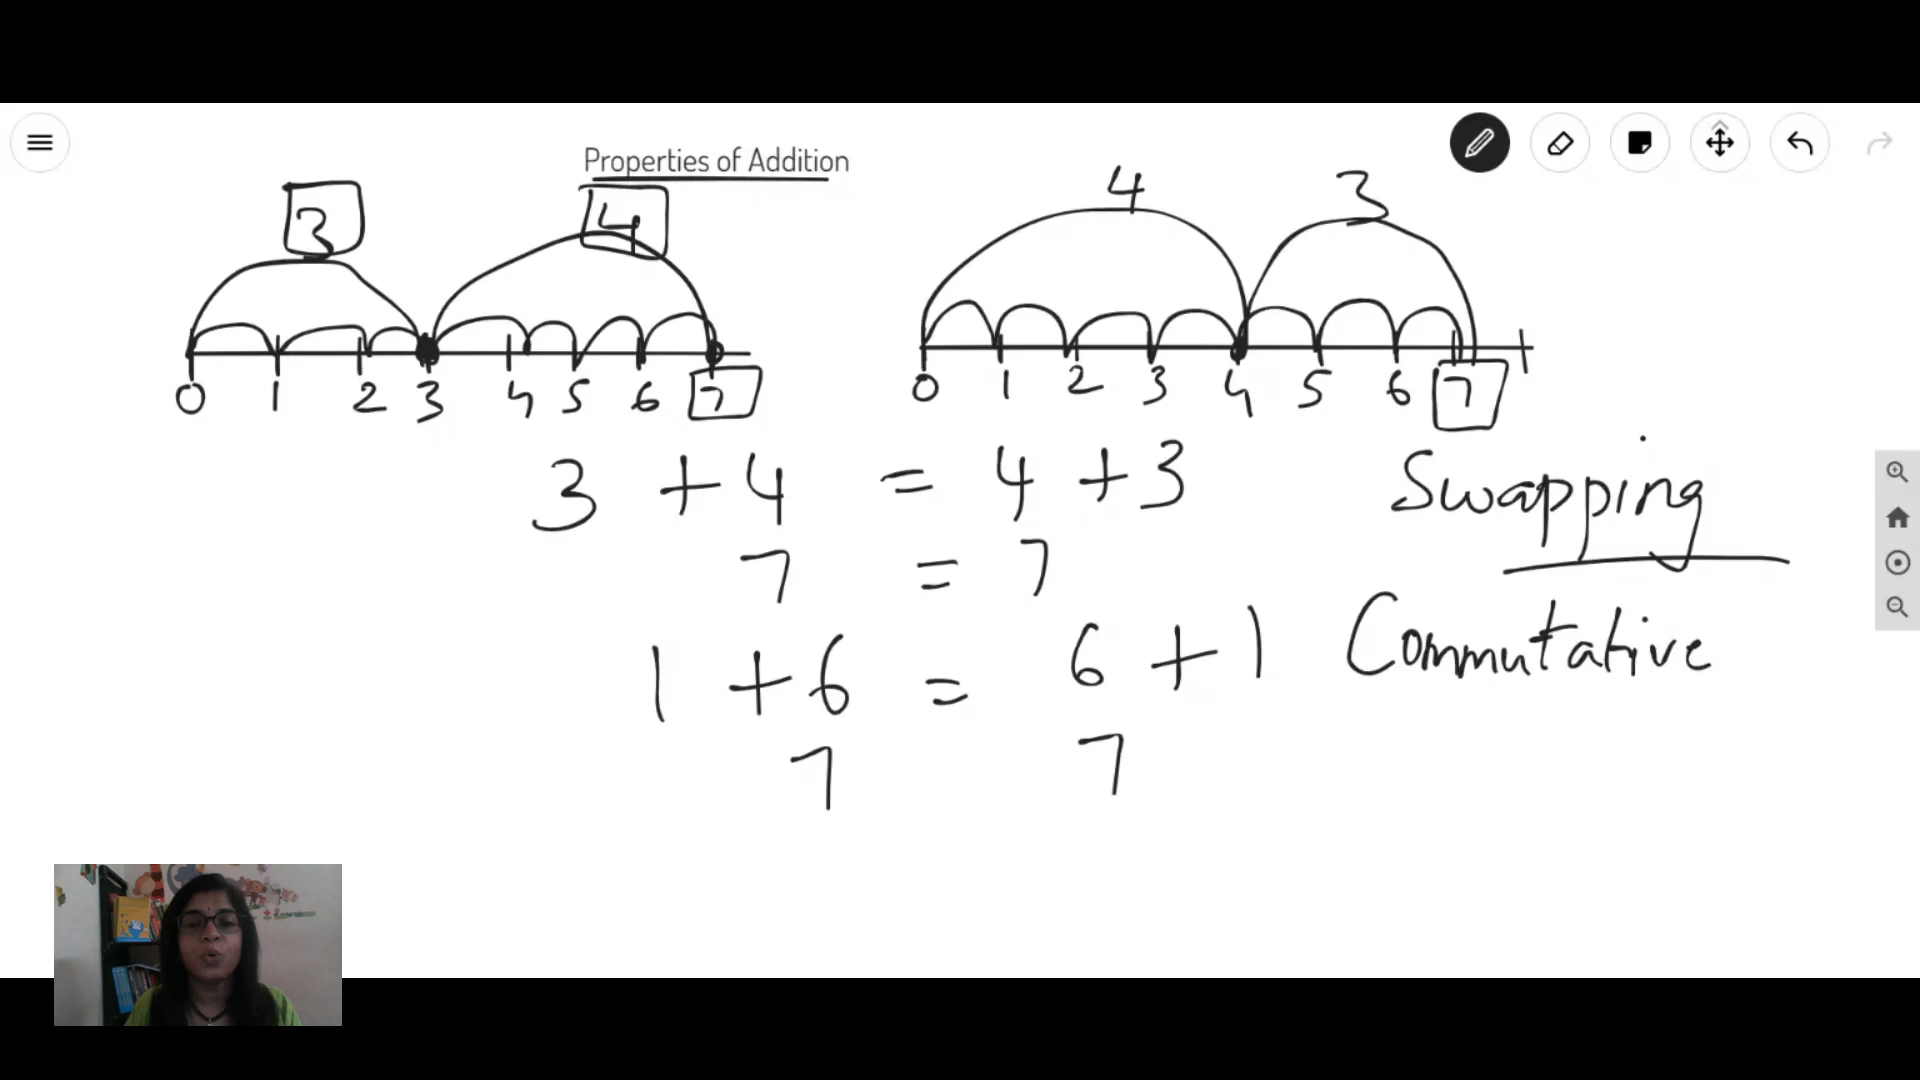 Properties of Addition
3 4
4 3
0 1 2 3 4 5 6 7
0 1 2 3 4 5 6 7
3 + 4 = 4 + 3
Swapping
7 = 7
1 + 6 = 6 + 1
Commutative
7 7